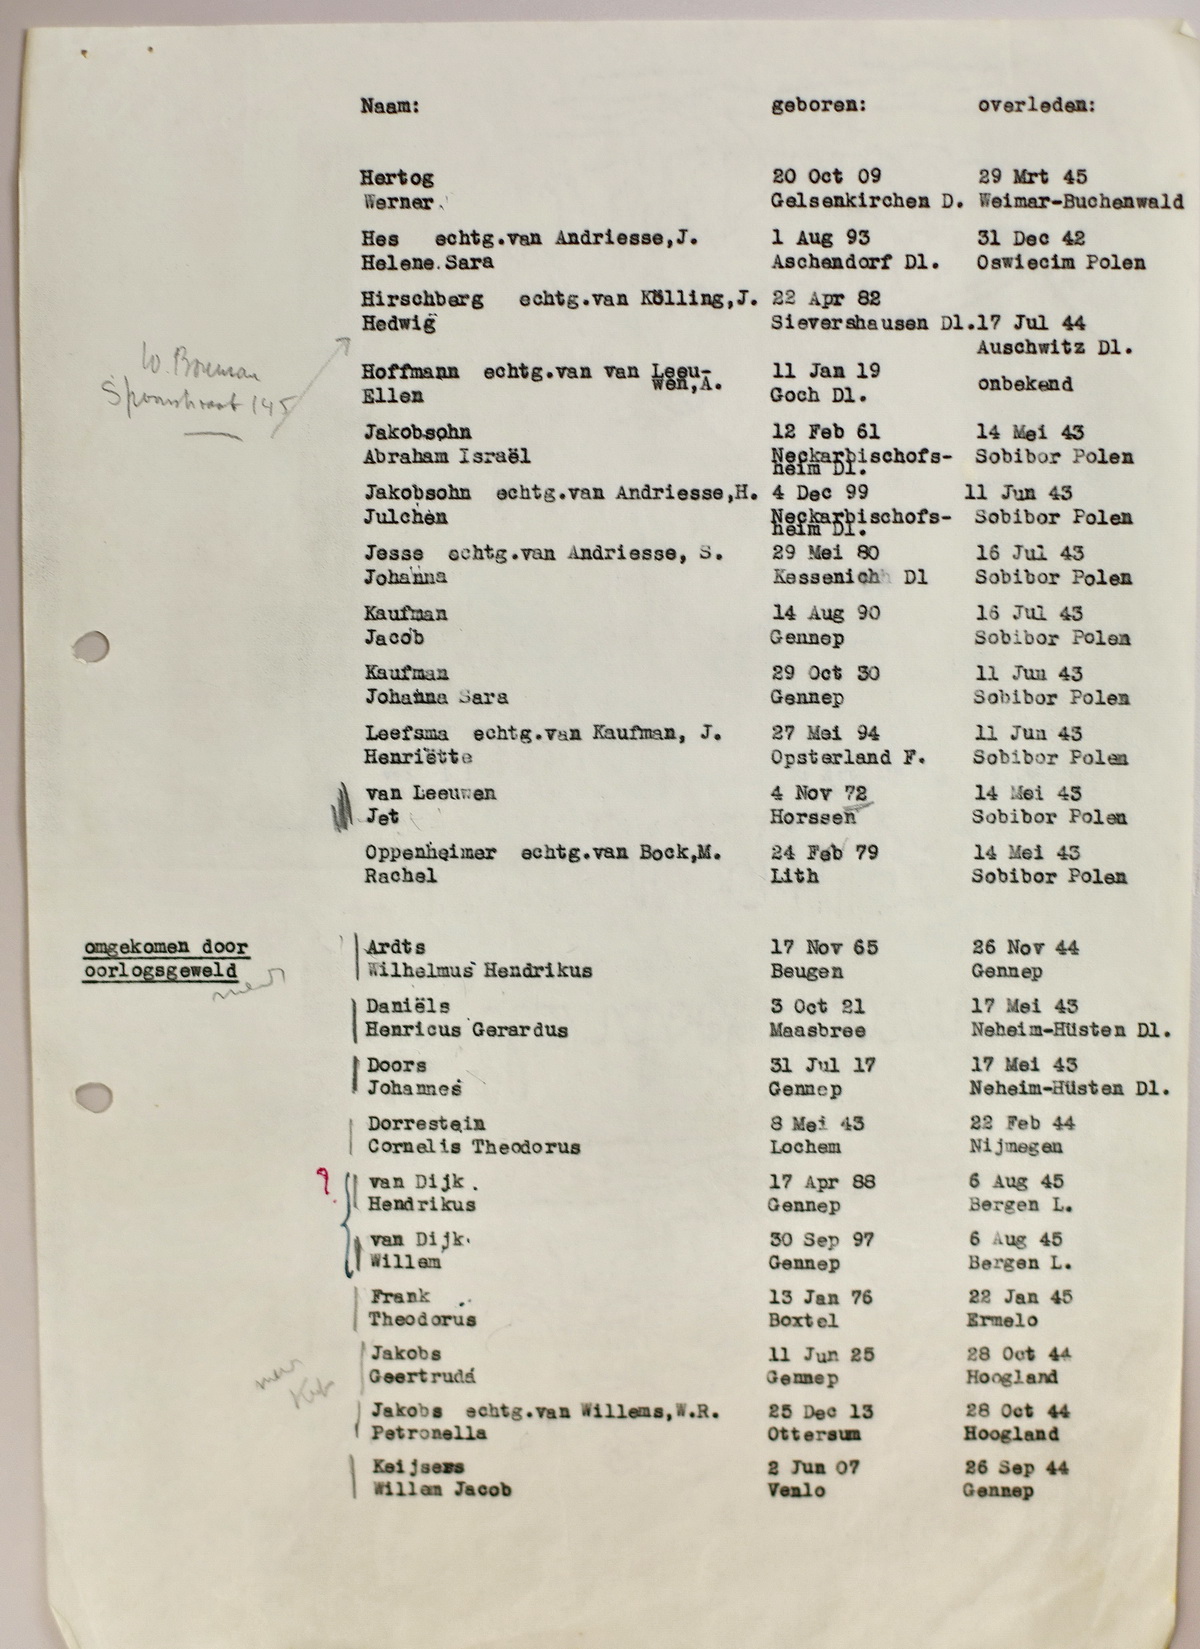 Naam: geboren: overleden:
Hertog 20 Oct 09 29 Mrt 45
Werner. Gelsenkirchen D. Weimar-Buchenwald
Hes echtg.van Andriesse,J. 1 Aug 93 31 Dec 42
Helene.Sara Aschendorf Dl. Oswiecim Polen
Hirschberg echtg.van Kölling,J. 22 Apr 82
Hedwig Sievershausen Dl. 17 Jul 44
Auschwitz Dl.
Hoffmann echtg.van van Leeu- 11 Jan 19
wen,A. onbekend
Ellen Goch Dl.
W.
145
Jakobsohn 12 Feb 61 14 Mei 43
Abraham Israël Neckarbischofs- Sobibor Polen
heim Dl.
Jakobsohn echtg.van Andriesse,H. 4 Dec 99 11 Jun 43
Julchen Neckarbischofs- Sobibor Polen
heim Dl.
Jesse echtg.van Andriesse, S. 29 Mei 80 16 Jul 43
Johanna Kessenichh Dl Sobibor Polen
Kaufman 14 Aug 90 16 Jul 43
Jacob Gennep Sobibor Polen
Kaufman 29 Oct 30 11 Jun 43
Johanna Sara Gennep Sobibor Polen
Leefsma echtg.van Kaufman, J. 27 Mei 94 11 Jun 43
Henriëtte Opsterland F. Sobibor Polen
van Leeuwen 4 Nov 72 14 Mei 43
Jet Horssen Sobibor Polen
Oppenheimer echtg.van Bock,M. 24 Feb 79 14 Mei 43
Rachel Lith Sobibor Polen
omgekomen door Ardts 17 Nov 65 26 Nov 44
oorlogsgeweld Wilhelmus Hendrikus Beugen Gennep
Daniëls 3 Oct 21 17 Mei 43
Henricus Gerardus Maasbree Neheim-Hüsten Dl.
Doors 31 Jul 17 17 Mei 43
Johannes Gennep Neheim-Hüsten Dl.
Dorrestein 8 Mei 43 22 Feb 44
Cornelis Theodorus Lochem Nijmegen
? van Dijk. 17 Apr 88 6 Aug 45
Hendrikus Gennep Bergen L.
van Dijk. 30 Sep 97 6 Aug 45
Willem Gennep Bergen L.
Frank 13 Jan 76 22 Jan 45
Theodorus Boxtel Ermelo
Jakobs 11 Jun 25 28 Oct 44
Geertruda Gennep Hoogland
Jakobs echtg.van Willems,W.R. 25 Dec 13 28 Oct 44
Petronella Ottersum Hoogland
Keijsers 2 Jun 07 26 Sep 44
Willem Jacob Venlo Gennep